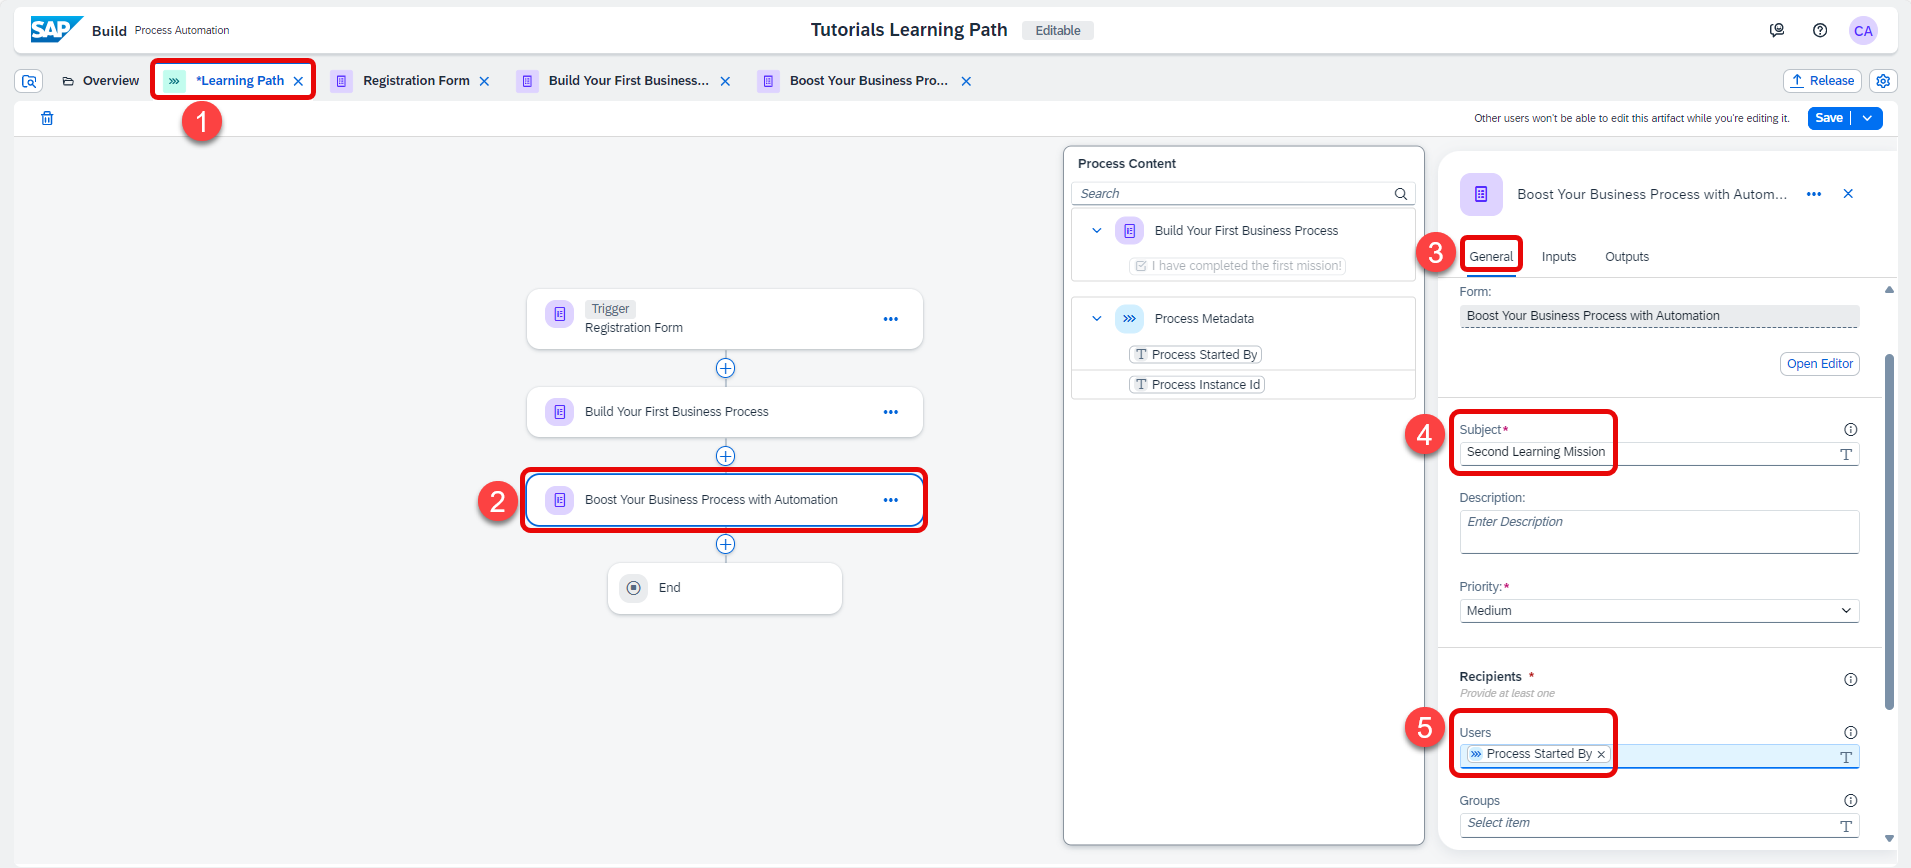 SAP Build Process Automation
Tutorials Learning Path Editable
CA
Overview
*Learning Path
Registration Form
Build Your First Business...
Boost Your Business Pro...
Release
1
Other users won't be able to edit this artifact while you're editing it.
Save
Trigger
Registration Form
Build Your First Business Process
2
Boost Your Business Process with Automation
End
Process Content
Search
Build Your First Business Process
I have completed the first mission!
Process Metadata
T Process Started By
T Process Instance Id
Boost Your Business Process with Autom...
3
General Inputs Outputs
Form:
Boost Your Business Process with Automation
Open Editor
4
Subject*
Second Learning Mission
T
Description:
Enter Description
Priority:*
Medium
Recipients *
Provide at least one
5
Users
Process Started By
T
Groups
Select item
T